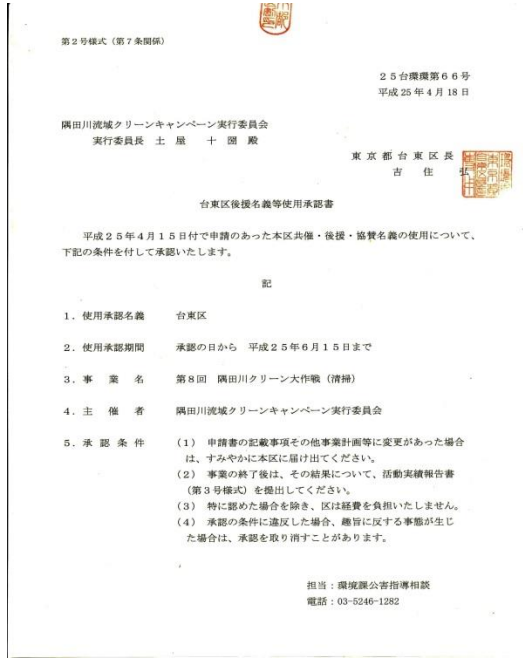 第2号様式(第7条関係)
25台環環第66号
平成25年4月18日
隅田川流域クリーンキャンペーン実行委員会
実行委員長 土屋 十圀 殿
東京都台東区長
吉住 弘
台東区後援名義等使用承認書
平成25年4月15日付で申請のあった本区共催・後援・協賛名義の使用について、
下記の条件を付して承認いたします。
記
1.使用承認名義 台東区
2.使用承認期間 承認の日から 平成25年6月15日まで
3.事業名 第8回 隅田川クリーン大作戦(清掃)
4.主催者 隅田川流域クリーンキャンペーン実行委員会
5.承認条件 (1) 申請書の記載事項その他事業計画等に変更があった場合
は、すみやかに本区に届け出てください。
(2) 事業の終了後は、その結果について、活動実績報告書
(第3号様式)を提出してください。
(3) 特に認めた場合を除き、区は経費を負担いたしません。
(4) 承認の条件に違反した場合、趣旨に反する事態が生じ
た場合は、承認を取り消すことがあります。
担当:環境課公害指導相談
電話:03-5246-1282